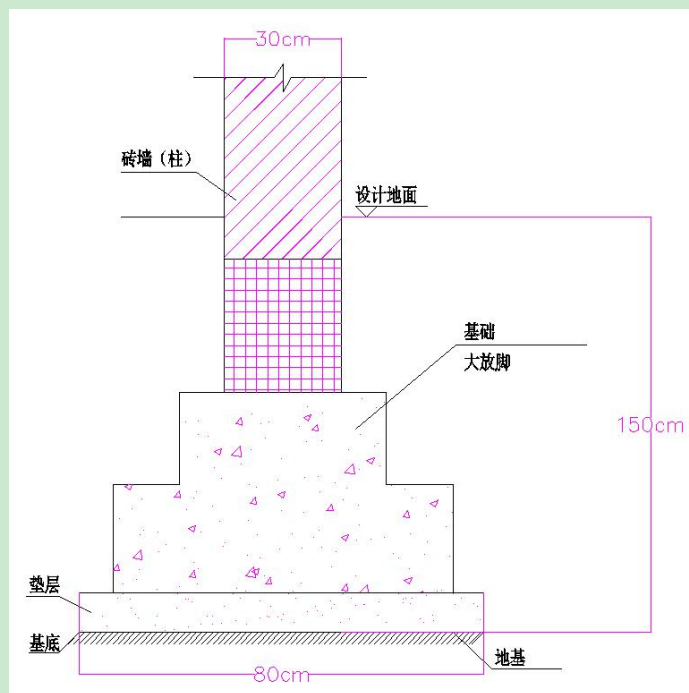 30cm
砖墙（柱）
设计地面
基础
大放脚
150cm
垫层
基底
地基
80cm